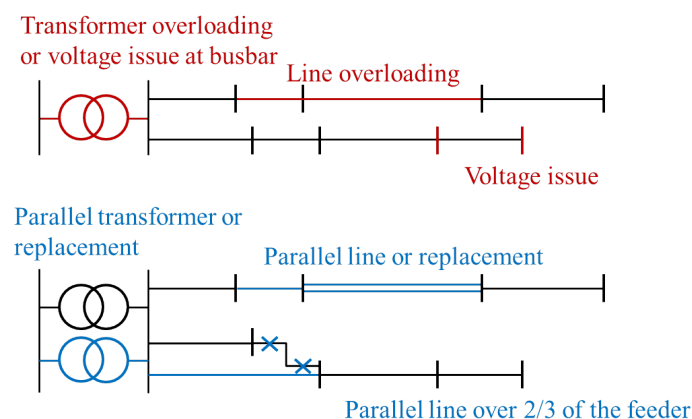 Transformer overloading
or voltage issue at busbar
Line overloading
Voltage issue
Parallel transformer or
replacement
Parallel line or replacement
Parallel line over 2/3 of the feeder